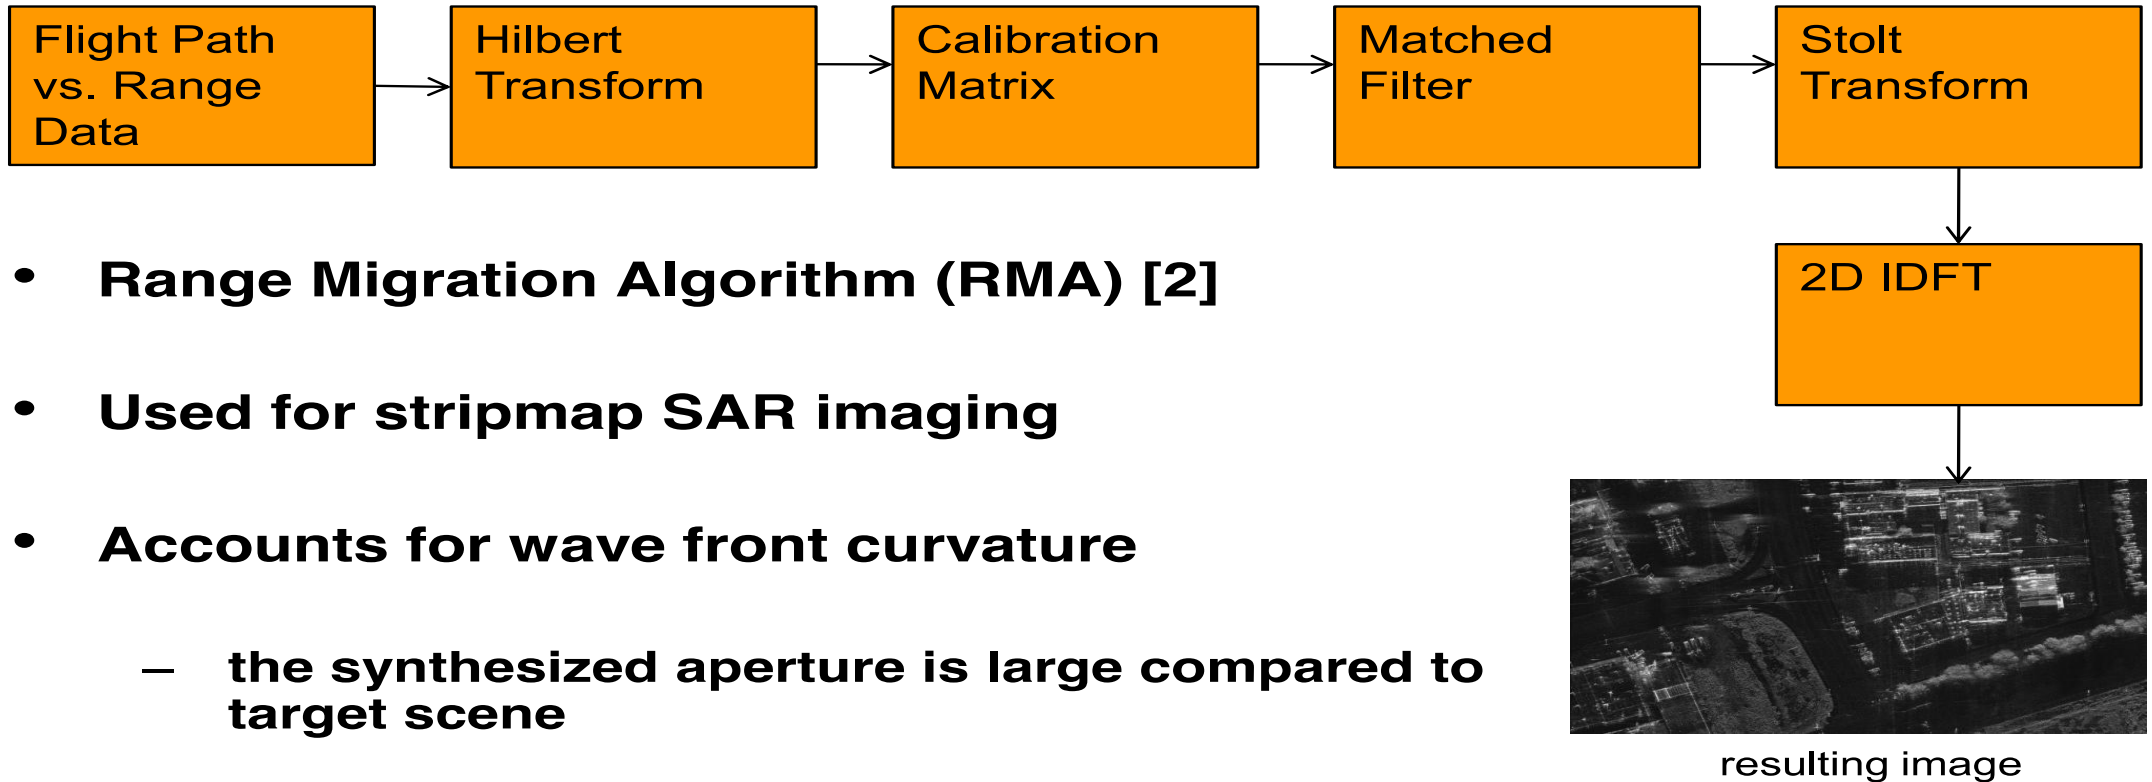 Flight Path
vs. Range
Data
Hilbert
Transform
Calibration
Matrix
Matched
Filter
Stolt
Transform
2D IDFT
• Range Migration Algorithm (RMA) [2]
• Used for stripmap SAR imaging
• Accounts for wave front curvature
– the synthesized aperture is large compared to
target scene
resulting image